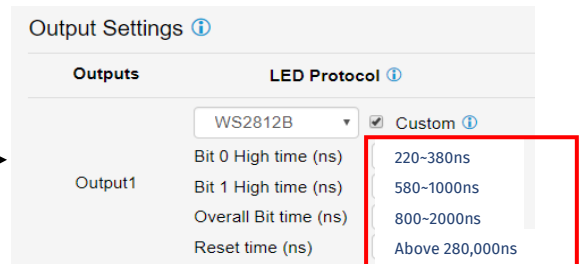 Output Settings
Outputs LED Protocol
WS2812B Custom
Bit 0 High time (ns) 220~380ns
Output1 Bit 1 High time (ns) 580~1000ns
Overall Bit time (ns) 800~2000ns
Reset time (ns) Above 280,000ns